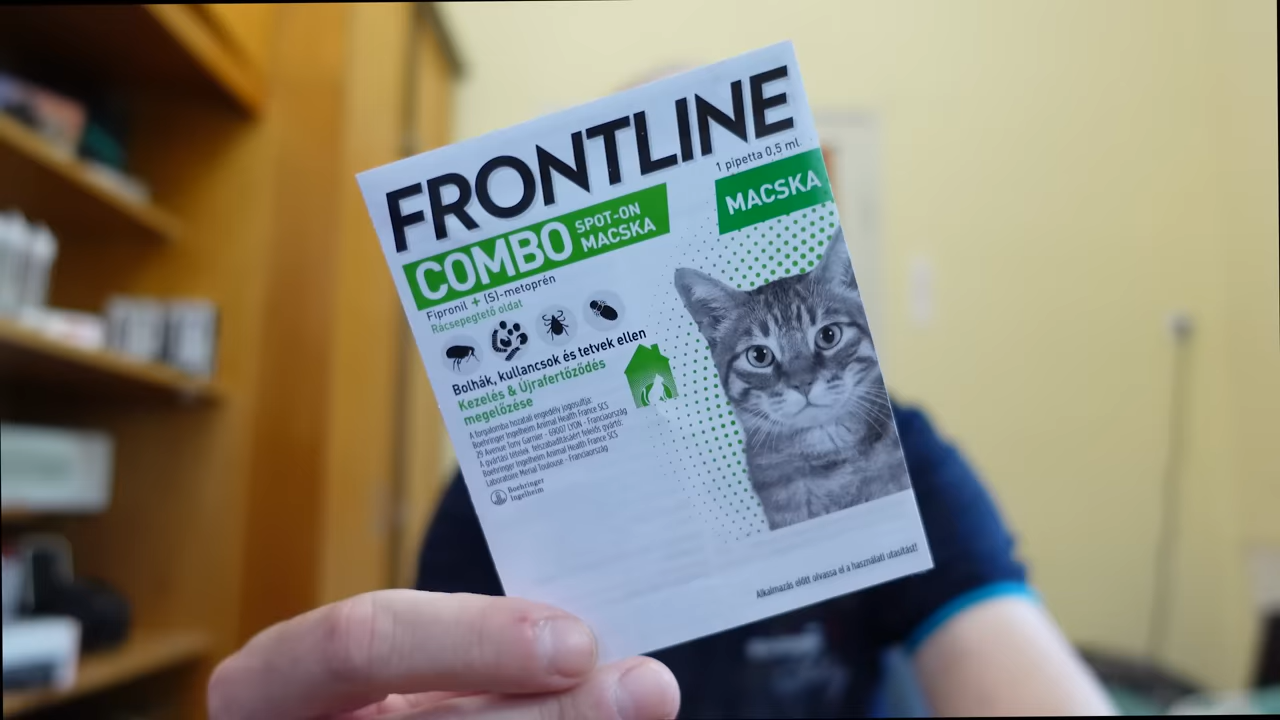 FRONTLINE
1 pipetta 0,5 ml
COMBO SPOT-ON
MACSKA
MACSKA
Fipronil + (S)-metoprén
Rácsepegtető oldat
Bolhák, kullancsok és tetvek ellen
Kezelés & Újrafertőződés
megelőzése
A forgalomba hozatali engedély jogosultja:
Boehringer Ingelheim Animal Health France SCS
29 Avenue Tony Garnier - 69007 LYON - Franciaország
A gyártási tételek felszabadításáért felelős gyártó:
Boehringer Ingelheim Animal Health France SCS
Laboratoire Merial Toulouse - Franciaország
Boehringer
Ingelheim
Alkalmazás előtt olvassa el a használati utasítást!